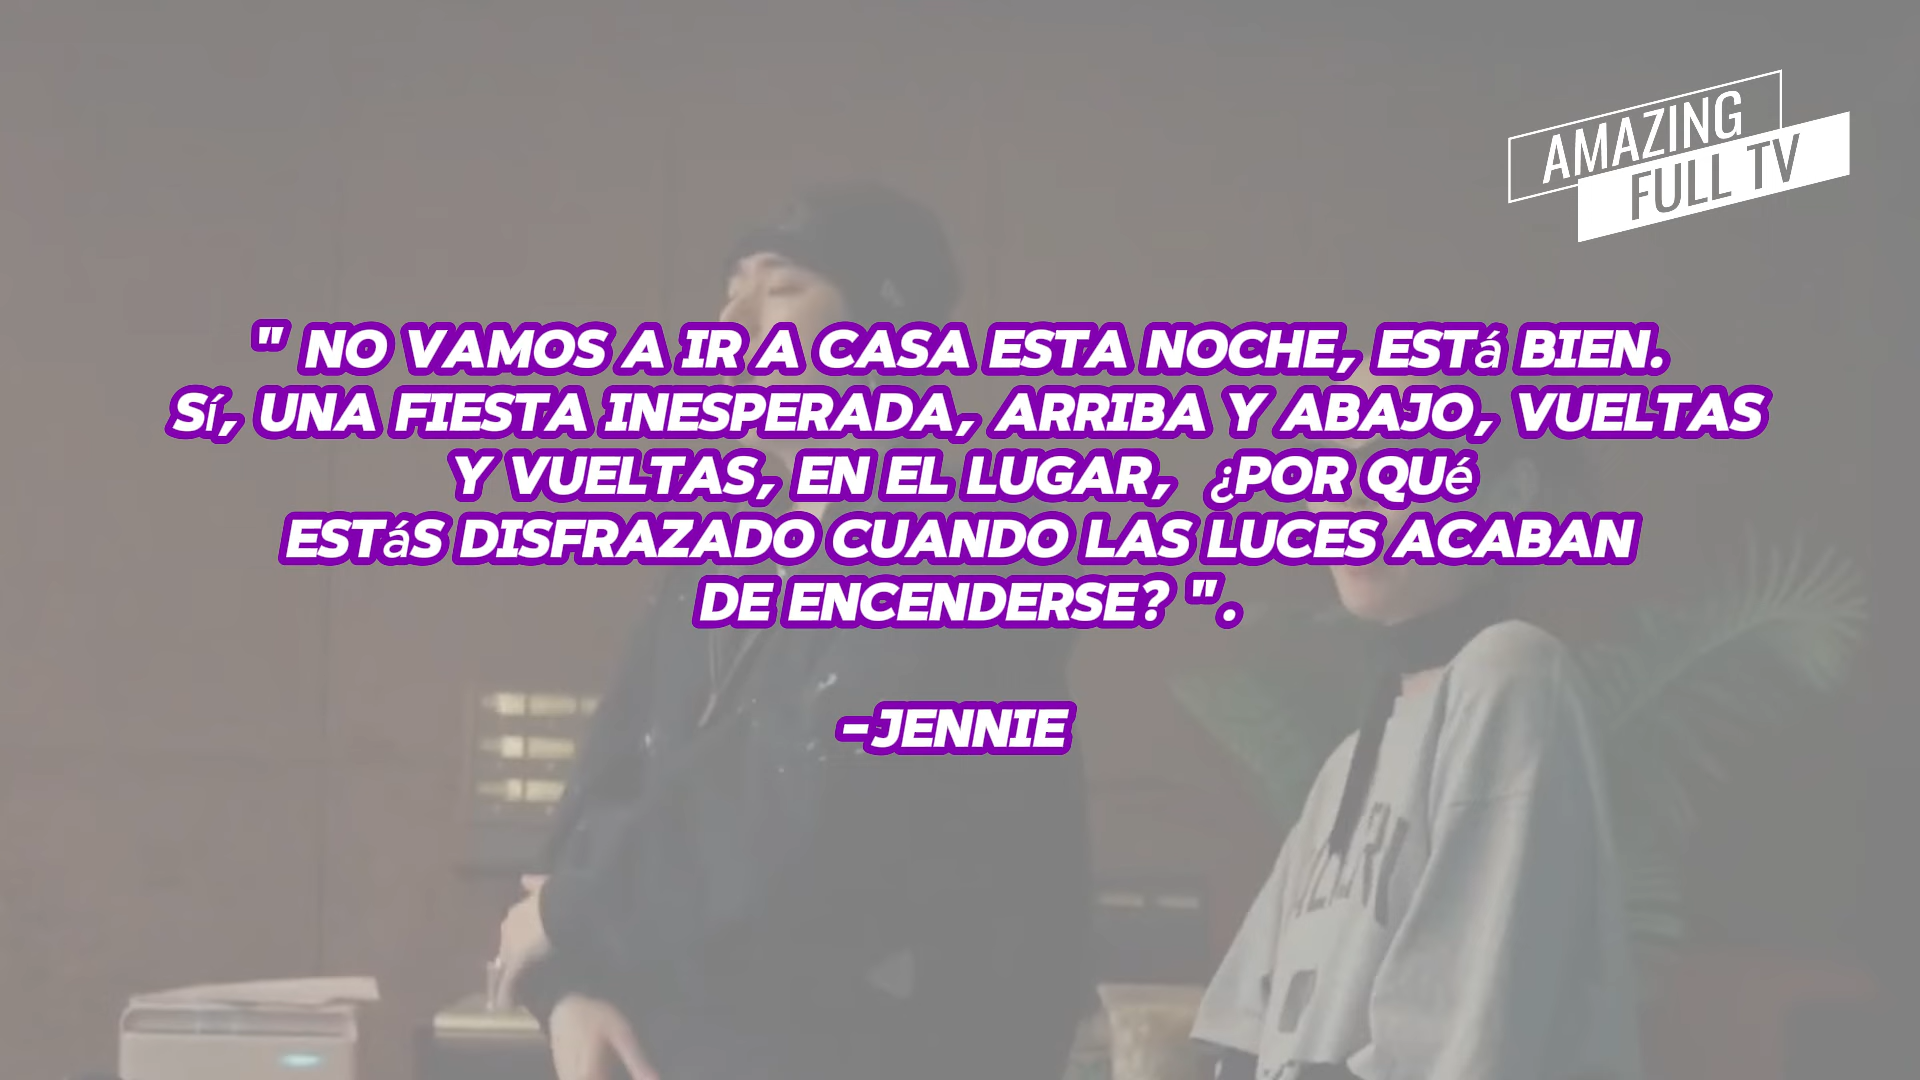 AMAZING
FULL TV
" NO VAMOS A IR A CASA ESTA NOCHE, ESTá BIEN.
Sí, UNA FIESTA INESPERADA, ARRIBA Y ABAJO, VUELTAS
Y VUELTAS, EN EL LUGAR, ¿POR QUé
ESTáS DISFRAZADO CUANDO LAS LUCES ACABAN
DE ENCENDERSE? ".
-JENNIE